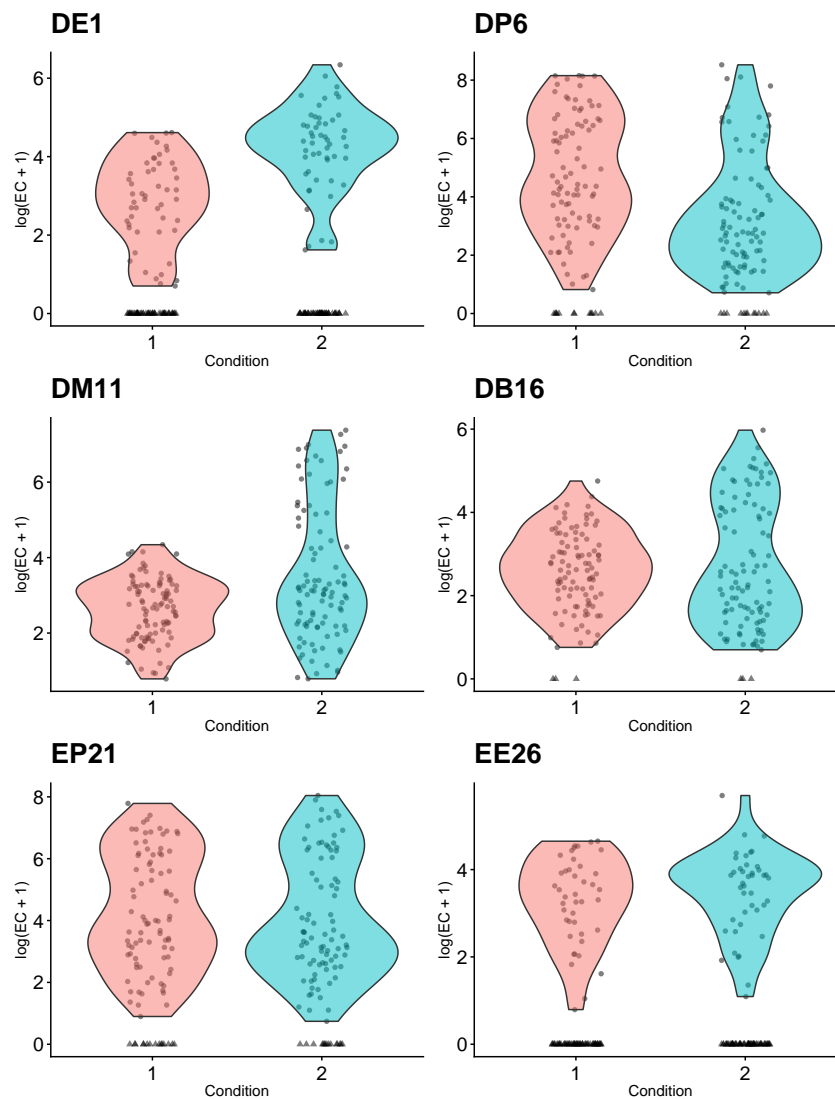 DE1
log(EC + 1)
6
4
2
0
1
2
Condition
DP6
log(EC + 1)
8
6
4
2
0
1
2
Condition
DM11
log(EC + 1)
6
4
2
1
2
Condition
DB16
log(EC + 1)
6
4
2
0
1
2
Condition
EP21
log(EC + 1)
8
6
4
2
0
1
2
Condition
EE26
log(EC + 1)
4
2
0
1
2
Condition